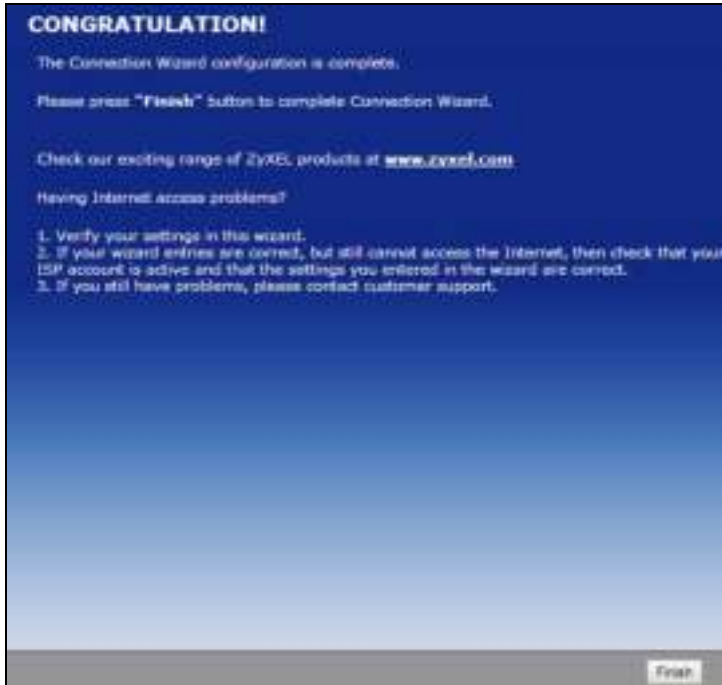 CONGRATULATION!
The Connection Wizard configuration is complete.
Please press "Finish" button to complete Connection Wizard.
Check our exciting range of ZyXEL products at www.zyxel.com
Having Internet access problems?
1. Verify your settings in this wizard.
2. If your wizard entries are correct, but still cannot access the Internet, then check that your
ISP account is active and that the settings you entered in the wizard are correct.
3. If you still have problems, please contact customer support.
Finish